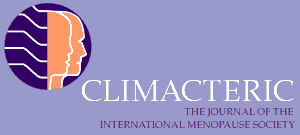 CLIMACTERIC
THE JOURNAL OF THE
INTERNATIONAL MENOPAUSE SOCIETY